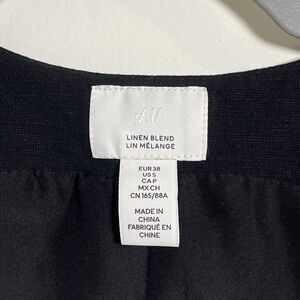 H&M
LINEN BLEND
LIN MÉLANGÉ
EUR 38
US S
CA P
MX CH
CN 165/88A
MADE IN
CHINA
FABRIQUÉ EN
CHINE